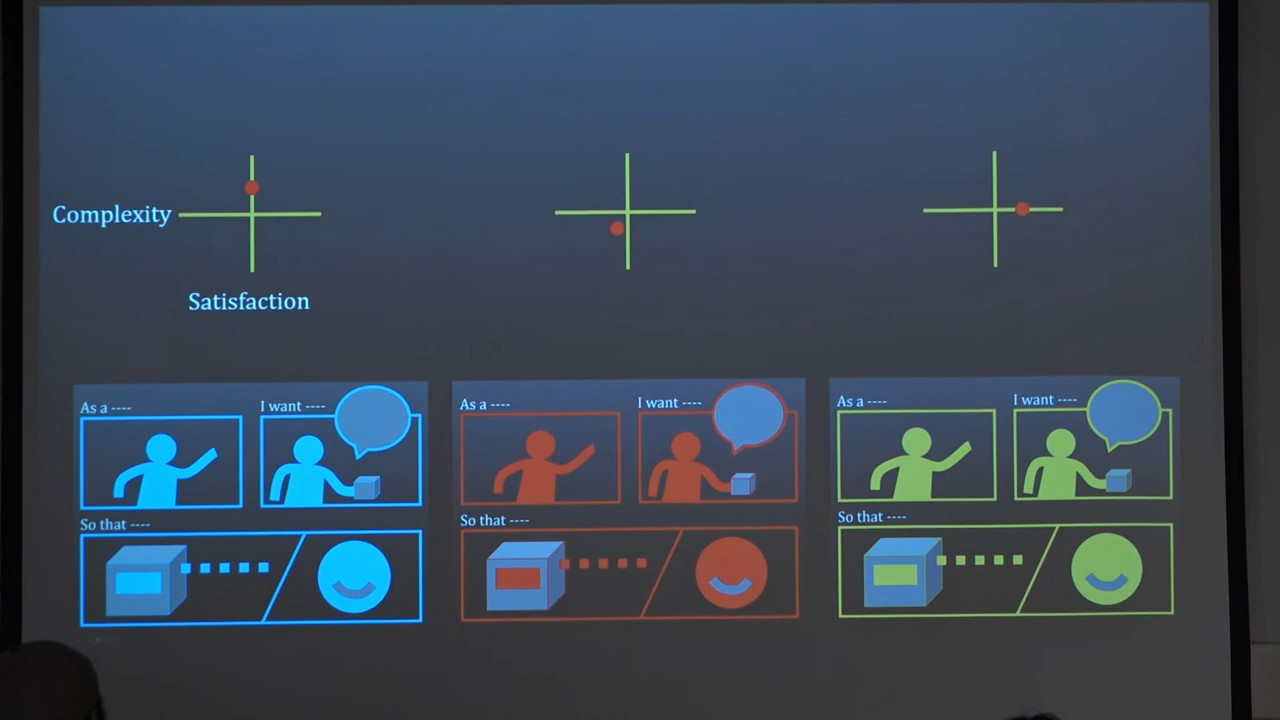 Complexity
Satisfaction
As a ----
I want ----
So that ----
As a ----
I want ----
So that ----
As a ----
I want ----
So that ----